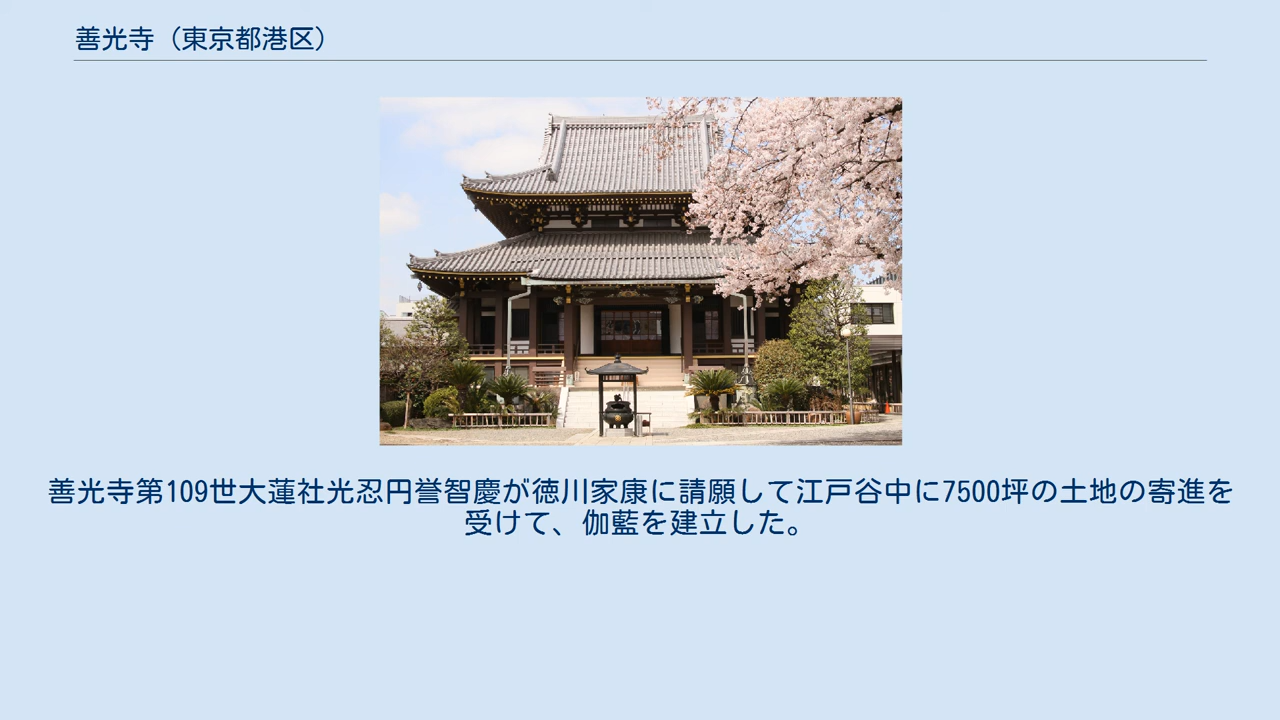 善光寺（東京都港区）
善光寺第109世大蓮社光忍円誉智慶が徳川家康に請願して江戸谷中に7500坪の土地の寄進を
受けて、伽藍を建立した。